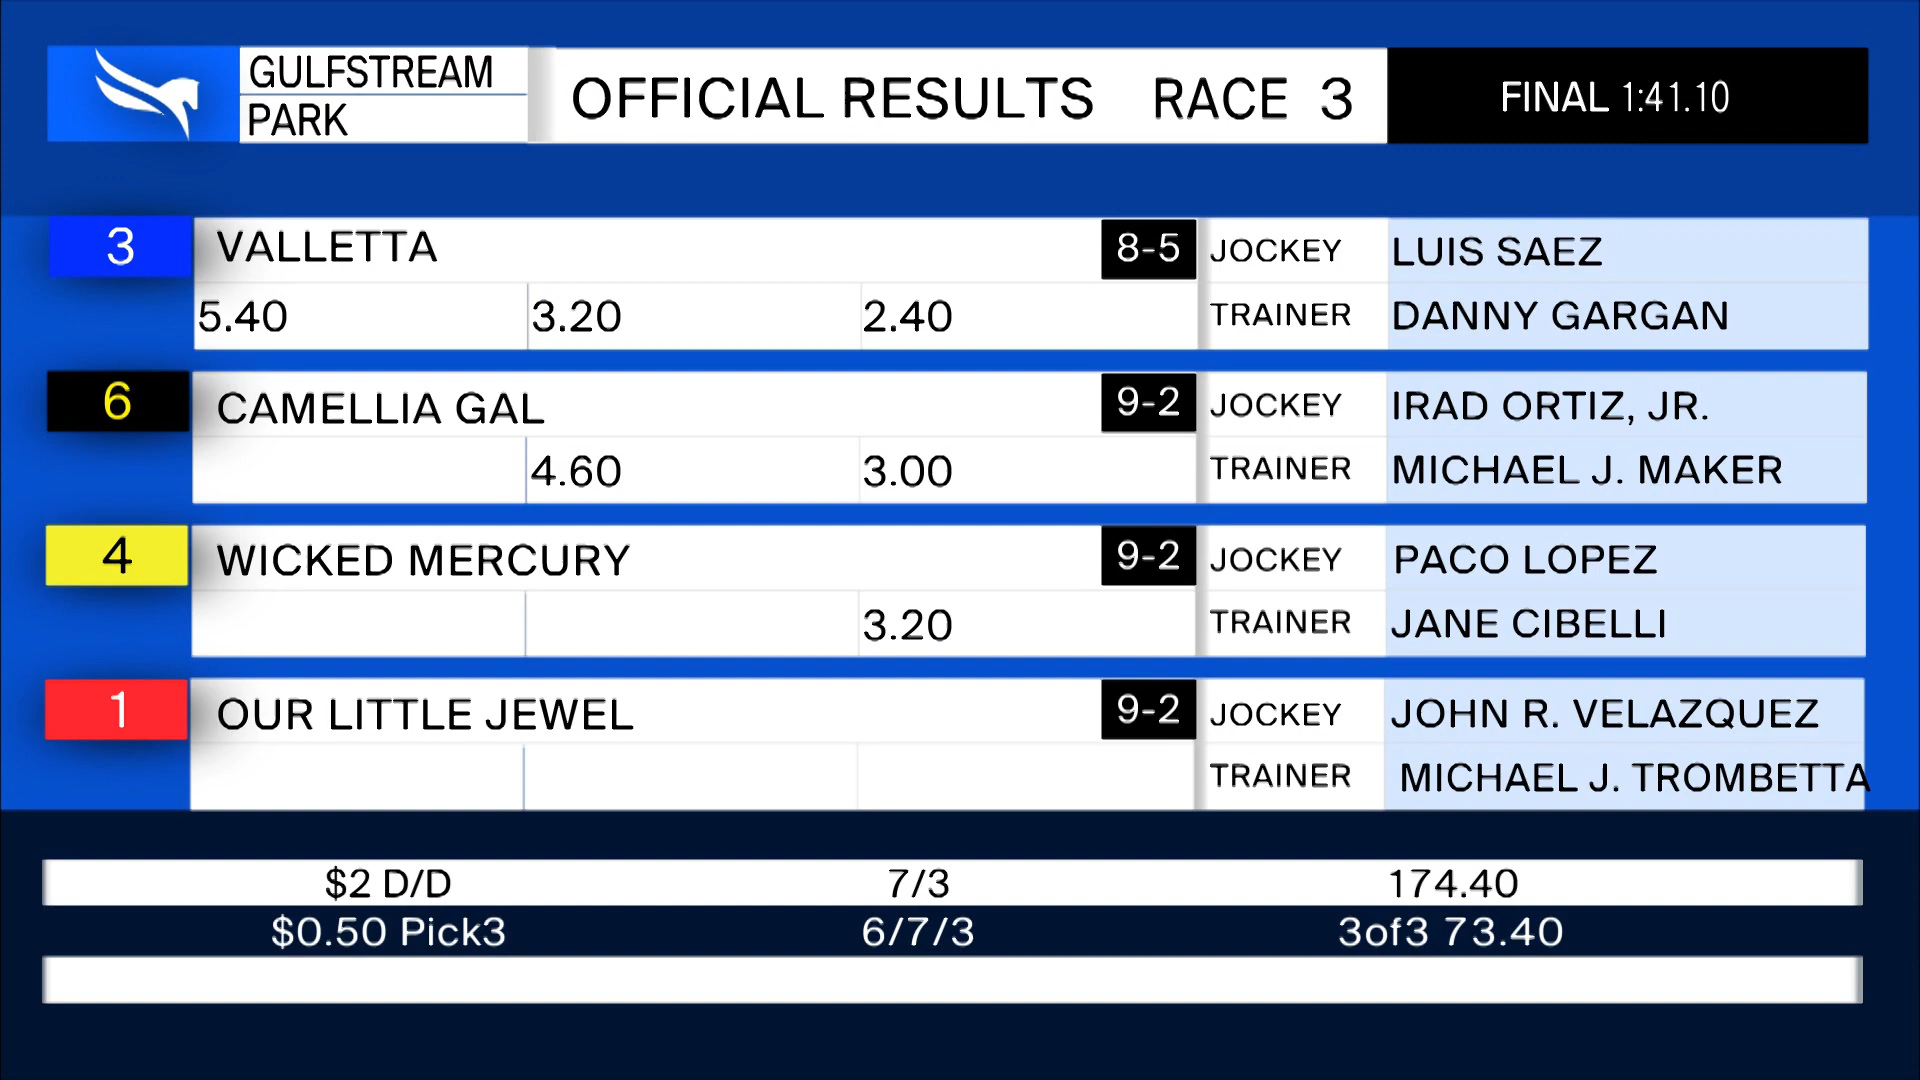 GULFSTREAM
PARK
OFFICIAL RESULTS RACE 3
FINAL 1:41.10
3 VALLETTA 8-5 JOCKEY LUIS SAEZ
5.40 3.20 2.40 TRAINER DANNY GARGAN
6 CAMELLIA GAL 9-2 JOCKEY IRAD ORTIZ, JR.
4.60 3.00 TRAINER MICHAEL J. MAKER
4 WICKED MERCURY 9-2 JOCKEY PACO LOPEZ
3.20 TRAINER JANE CIBELLI
1 OUR LITTLE JEWEL 9-2 JOCKEY JOHN R. VELAZQUEZ
TRAINER MICHAEL J. TROMBETTA
$2 D/D 7/3 174.40
$0.50 Pick3 6/7/3 3of3 73.40